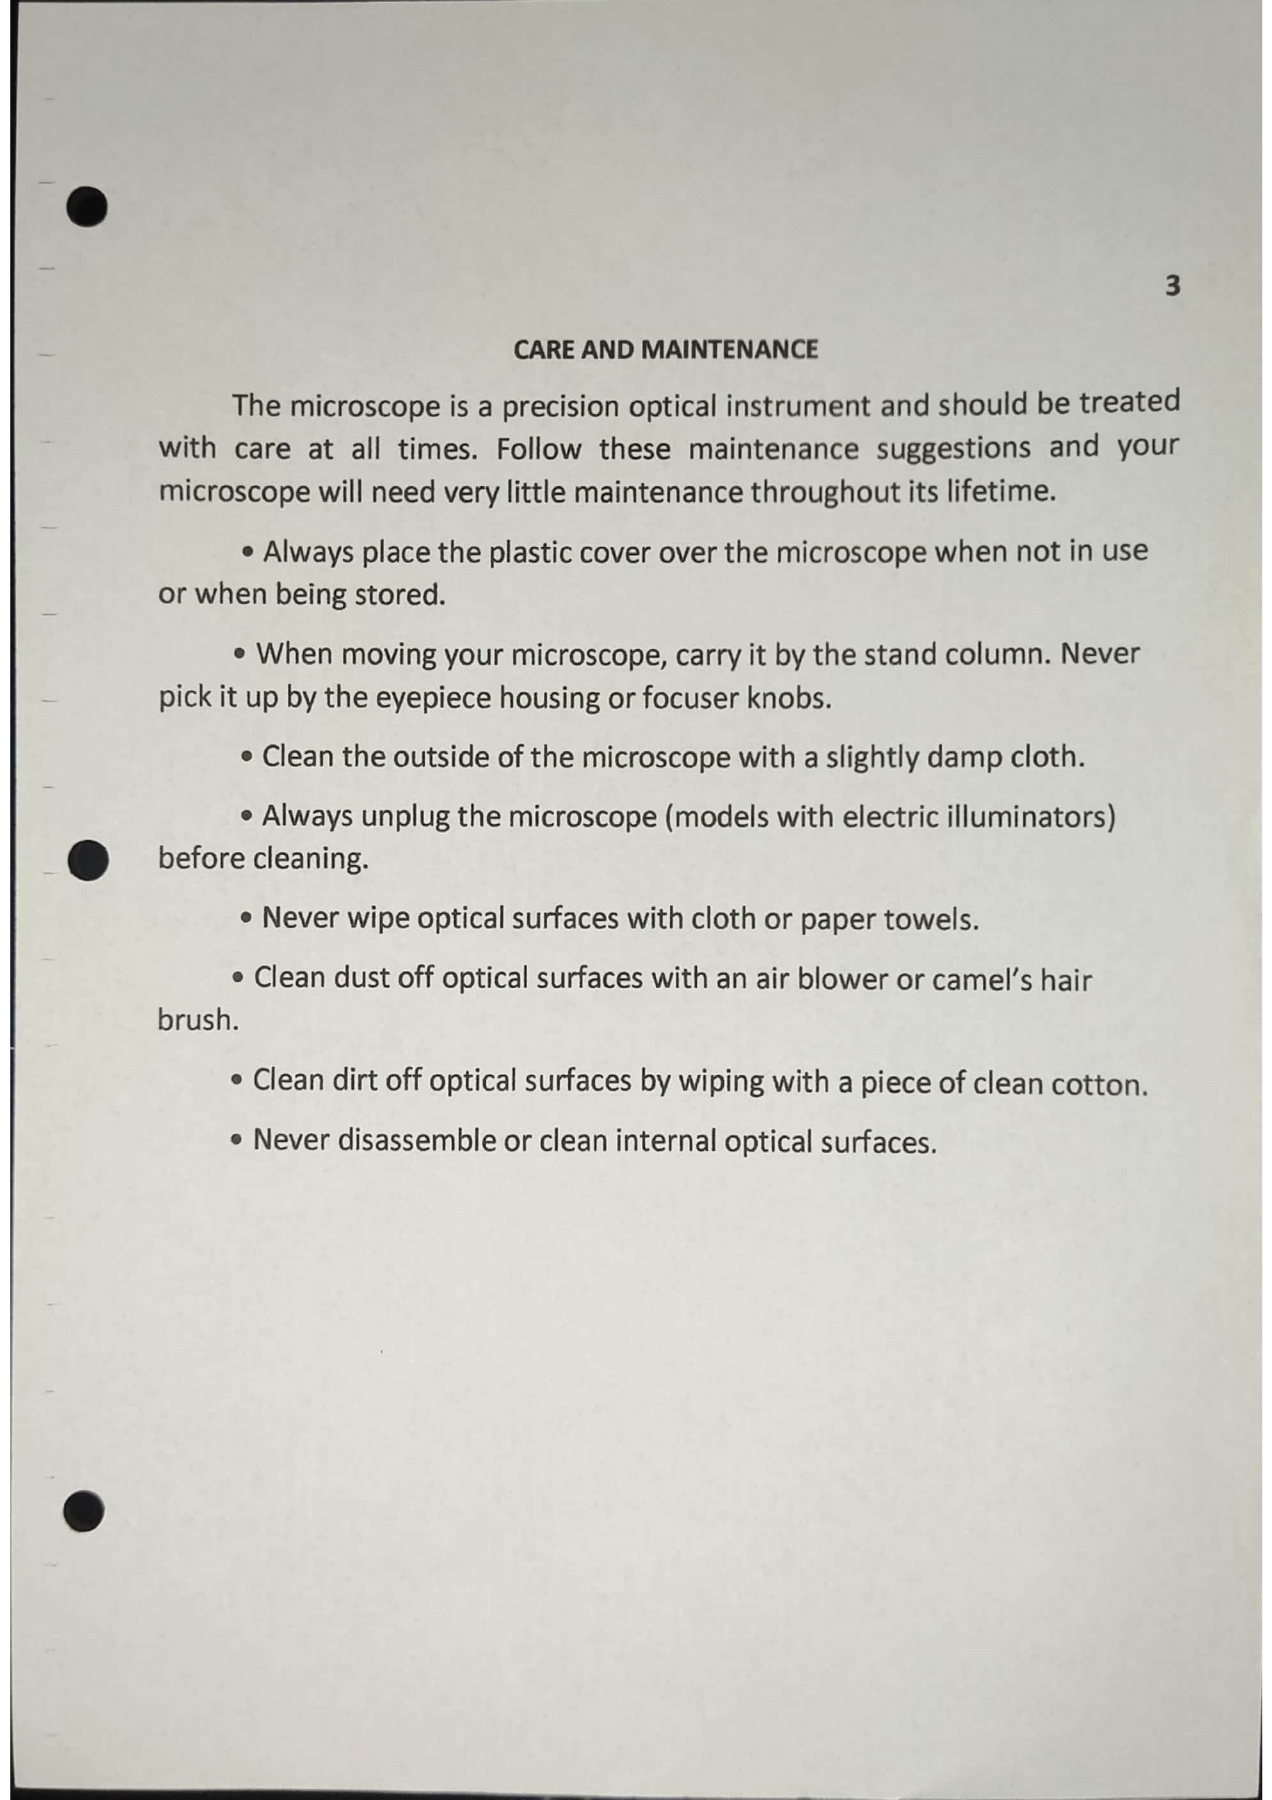 3
CARE AND MAINTENANCE
The microscope is a precision optical instrument and should be treated
with care at all times. Follow these maintenance suggestions and your
microscope will need very little maintenance throughout its lifetime.
• Always place the plastic cover over the microscope when not in use
or when being stored.
• When moving your microscope, carry it by the stand column. Never
pick it up by the eyepiece housing or focuser knobs.
• Clean the outside of the microscope with a slightly damp cloth.
• Always unplug the microscope (models with electric illuminators)
before cleaning.
• Never wipe optical surfaces with cloth or paper towels.
• Clean dust off optical surfaces with an air blower or camel’s hair
brush.
• Clean dirt off optical surfaces by wiping with a piece of clean cotton.
• Never disassemble or clean internal optical surfaces.